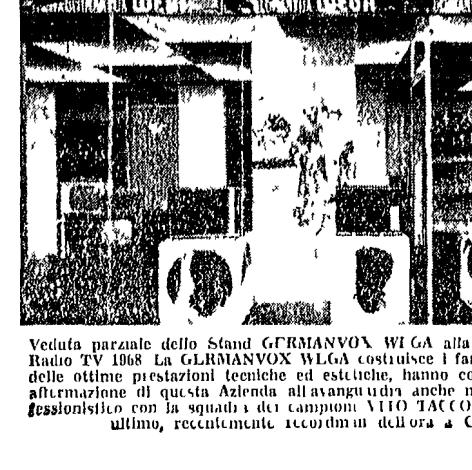 WEGA
Veduta parziale dello Stand GERMANVOX WEGA alla
Radio TV 1968 La GERMANVOX WEGA costruisce i
delle ottime prestazioni tecniche ed estetiche, hanno
affermazione di questa Azienda all avanguardia anche
con la squadra dei campioni VITO TACCO
ultimo, recentemente recordman dell ora a